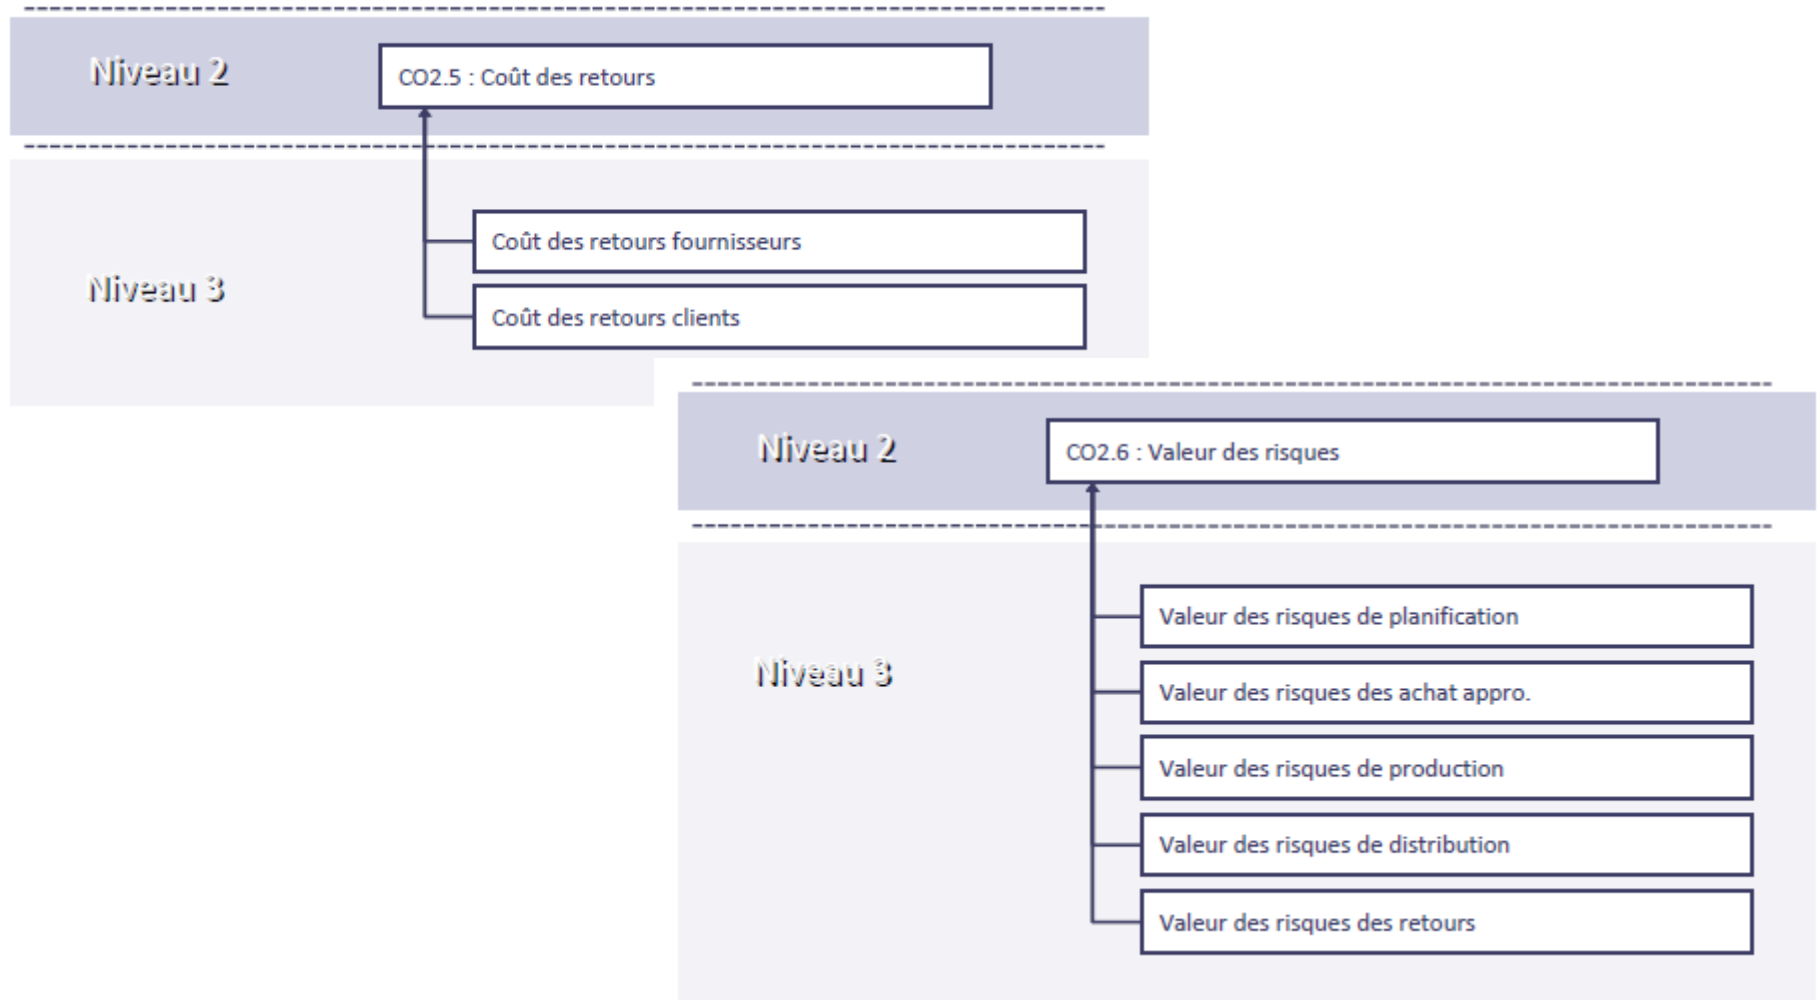 Niveau 2
CO2.5 : Coût des retours
Niveau 3
Coût des retours fournisseurs
Coût des retours clients
Niveau 2
CO2.6 : Valeur des risques
Niveau 3
Valeur des risques de planification
Valeur des risques des achat appro.
Valeur des risques de production
Valeur des risques de distribution
Valeur des risques des retours